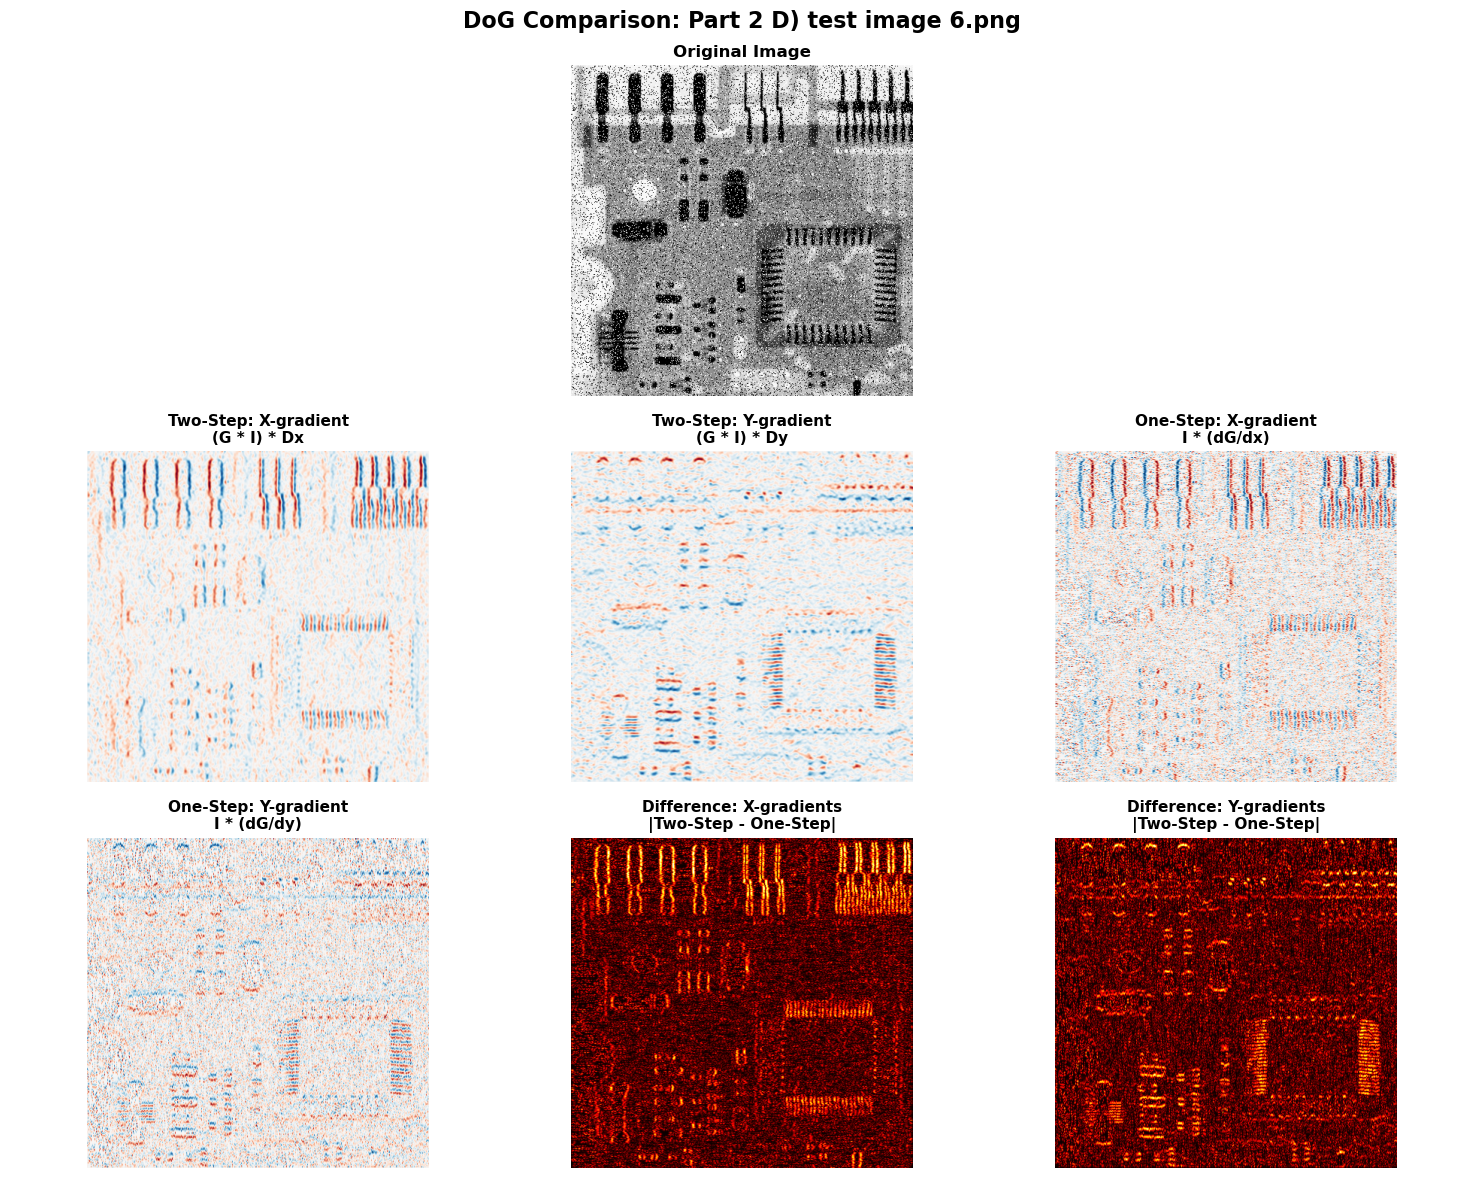 DoG Comparison: Part 2 D) test image 6.png
Original Image
Two-Step: X-gradient
(G * I) * Dx
Two-Step: Y-gradient
(G * I) * Dy
One-Step: X-gradient
I * (dG/dx)
One-Step: Y-gradient
I * (dG/dy)
Difference: X-gradients
|Two-Step - One-Step|
Difference: Y-gradients
|Two-Step - One-Step|